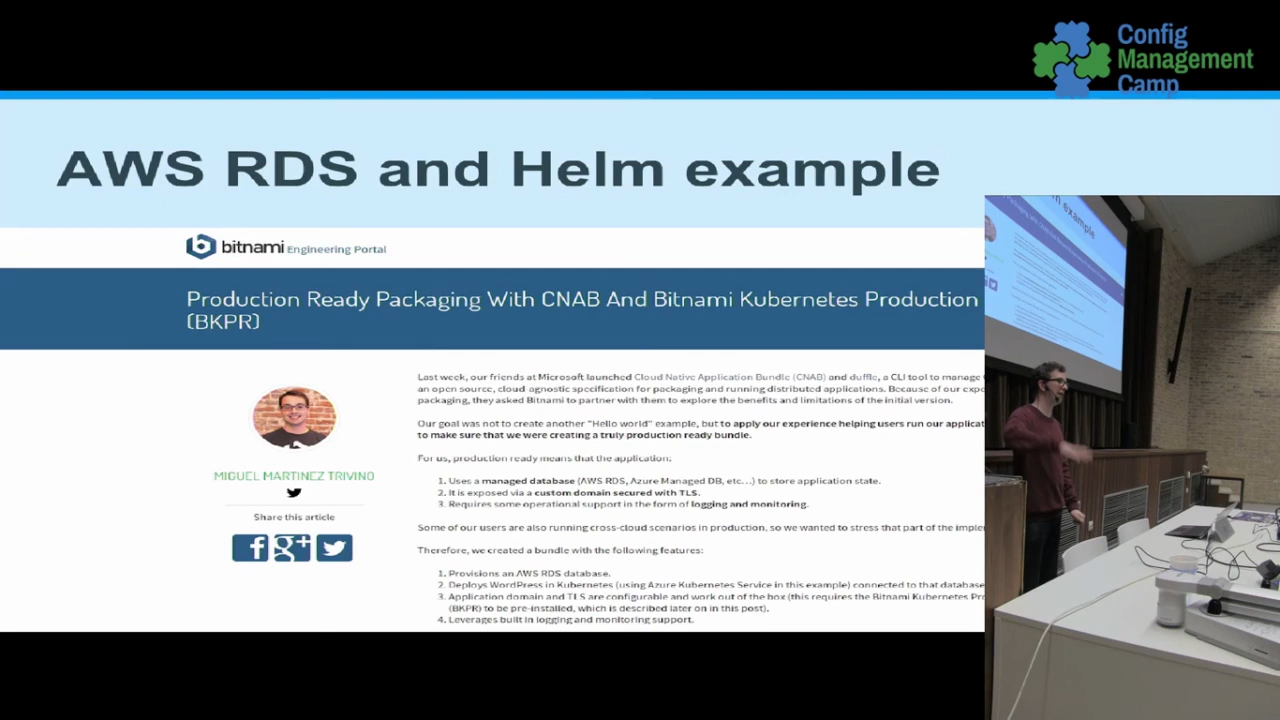 Config
Management
Camp
AWS RDS and Helm example
bitnami Engineering Portal
Production Ready Packaging With CNAB And Bitnami Kubernetes Production
(BKPR)
Last week, our friends at Microsoft launched Cloud Native Application Bundle (CNAB) and duffle, a CLI tool to manage
an open source, cloud agnostic specification for packaging and running distributed applications. Because of our
packaging, they asked Bitnami to partner with them to explore the benefits and limitations of the initial version.
Our goal was not to create another "Hello world" example, but to apply our experience helping users run our
to make sure that we were creating a truly production ready bundle.
For us, production ready means that the application:
1. Uses a managed database (AWS RDS, Azure Managed DB, etc...) to store application state.
2. It is exposed via a custom domain secured with TLS.
3. Requires some operational support in the form of logging and monitoring.
MIGUEL MARTINEZ TRIVINO
Share this article
Some of our users are also running cross-cloud scenarios in production, so we wanted to stress that part of the
Therefore, we created a bundle with the following features:
1. Provisions an AWS RDS database.
2. Deploys WordPress in Kubernetes (using Azure Kubernetes Service in this example) connected to that database
3. Application domain and TLS are configurable and work out of the box (this requires the Bitnami Kubernetes
(BKPR) to be pre-installed, which is described later on in this post).
4. Leverages built in logging and monitoring support.